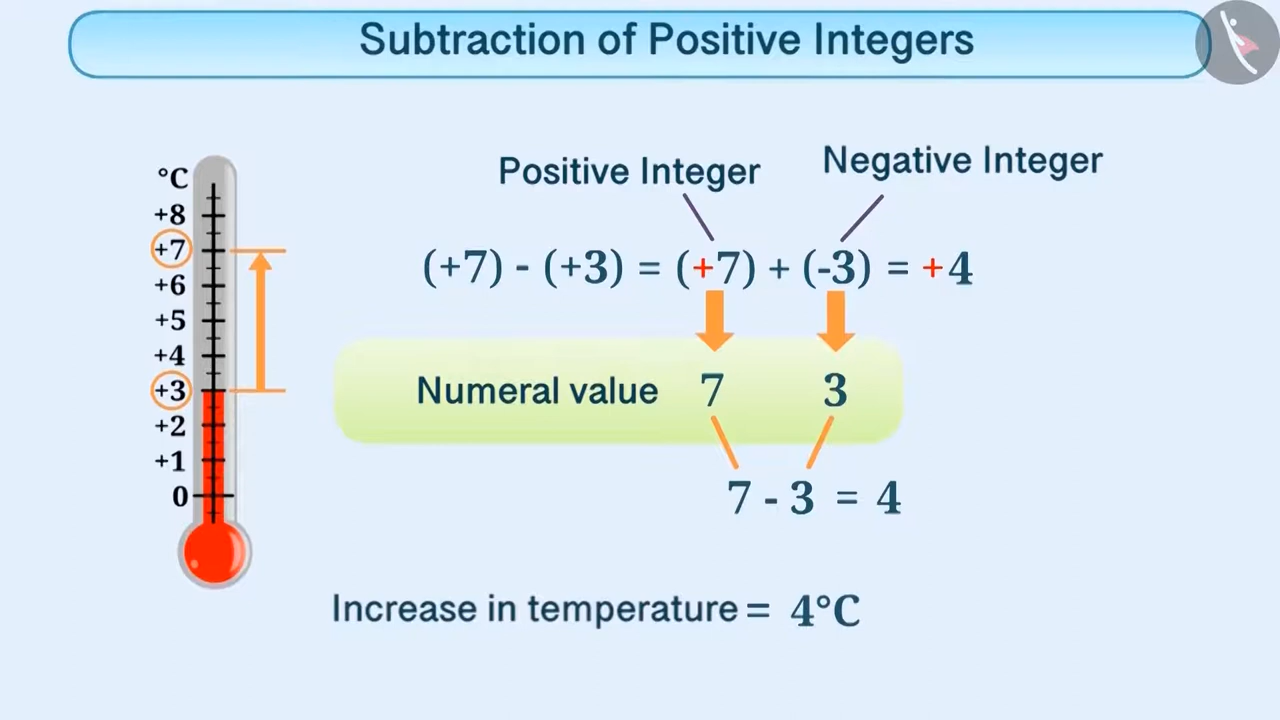 Subtraction of Positive Integers
Positive Integer
Negative Integer
(+7) - (+3) = (+7) + (-3) = +4
Numeral value 7 3
7 - 3 = 4
Increase in temperature = 4°C
°C
+8
+7
+6
+5
+4
+3
+2
+1
0